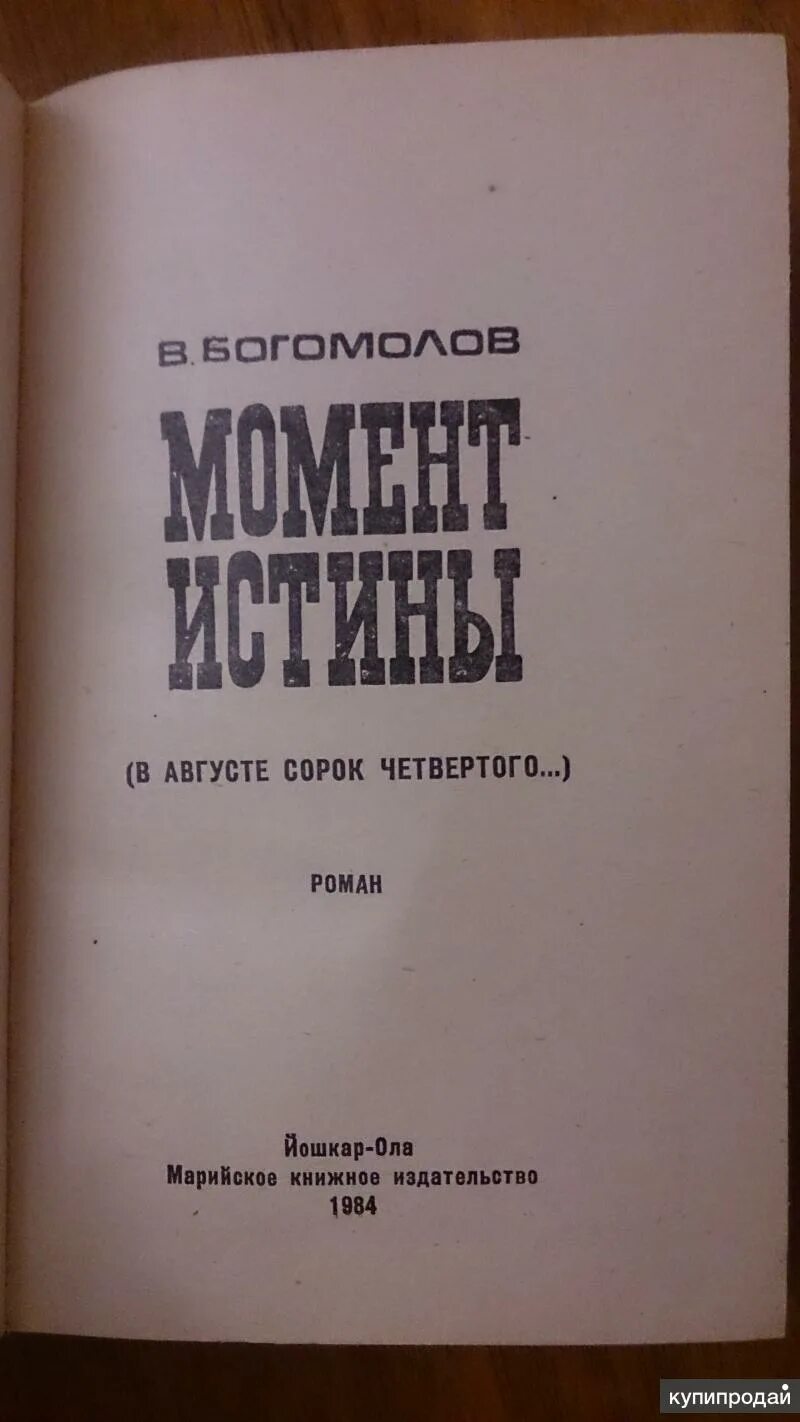 В. БОГОМОЛОВ
МОМЕНТ
ИСТИНЫ
(В АВГУСТЕ СОРОК ЧЕТВЕРТОГО...)
РОМАН
Йошкар-Ола
Марийское книжное издательство
1984
купипродай